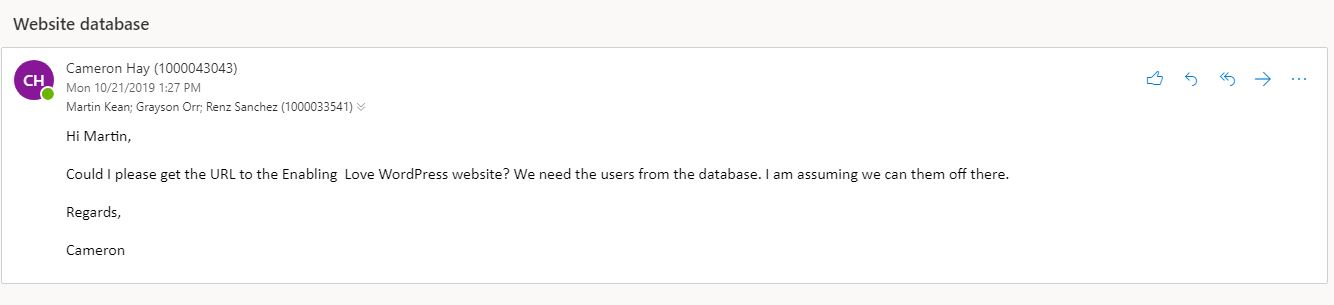 Website database
CH
Cameron Hay (1000043043)
Mon 10/21/2019 1:27 PM
Martin Kean; Grayson Orr; Renz Sanchez (1000033541)
Hi Martin,
Could I please get the URL to the Enabling  Love WordPress website? We need the users from the database. I am assuming we can them off there.
Regards,
Cameron